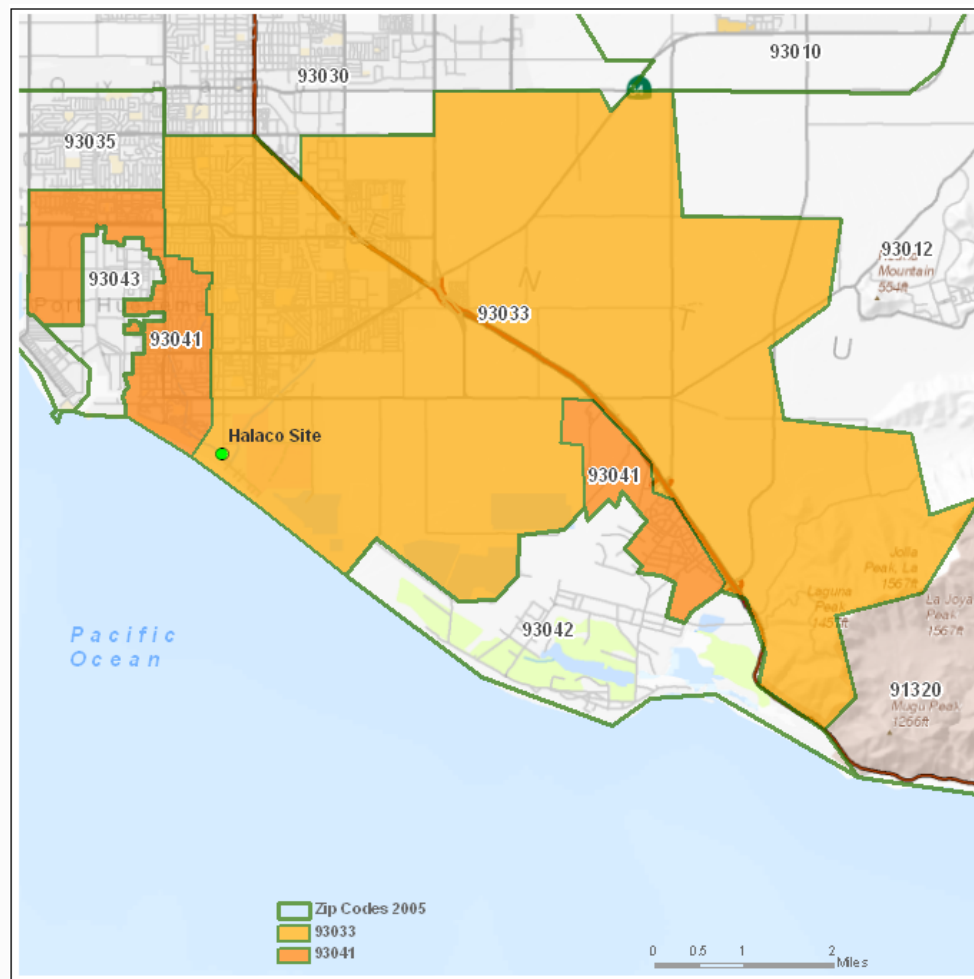 93010
93030
93035
93012
Mountain
554ft
93043
93033
93041
Halaco Site
93041
Jolla
Peak, La
1567ft
Laguna
Peak
La Joya
Peak
1567ft
93042
Pacific
Ocean
91320
Mugu Peak
1266ft
Zip Codes 2005
93033
93041
0 0.5 1 2
Miles